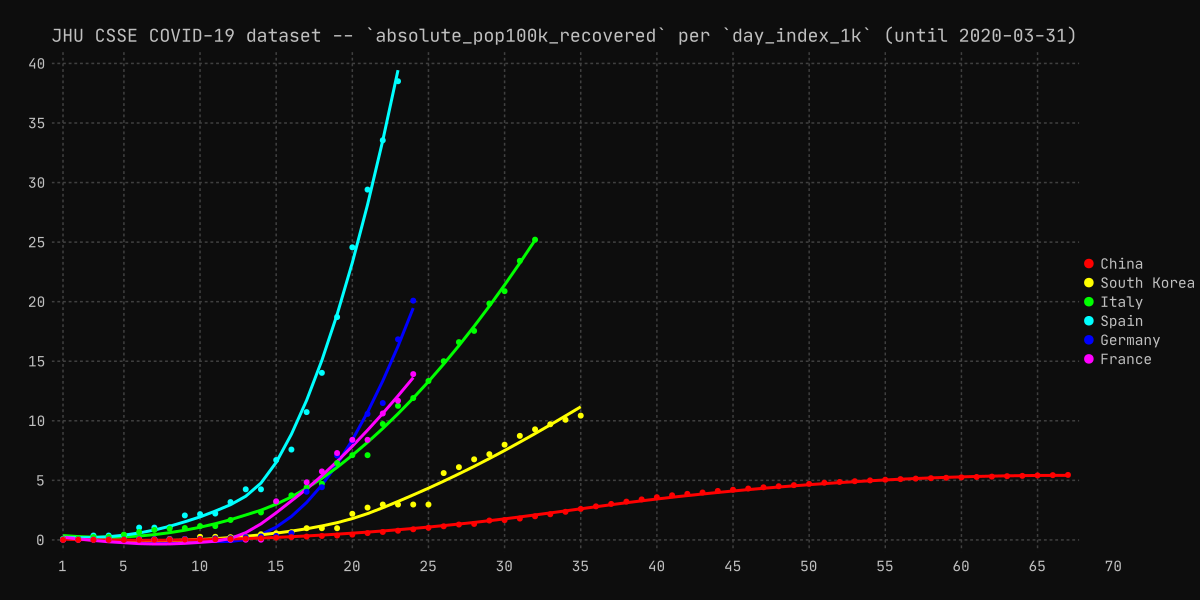 JHU CSSE COVID-19 dataset -- `absolute_pop100k_recovered` per `day_index_1k` (until 2020-03-31)
40
35
30
25
20
15
10
5
0
China
South Korea
Italy
Spain
Germany
France
1 5 10 15 20 25 30 35 40 45 50 55 60 65 70